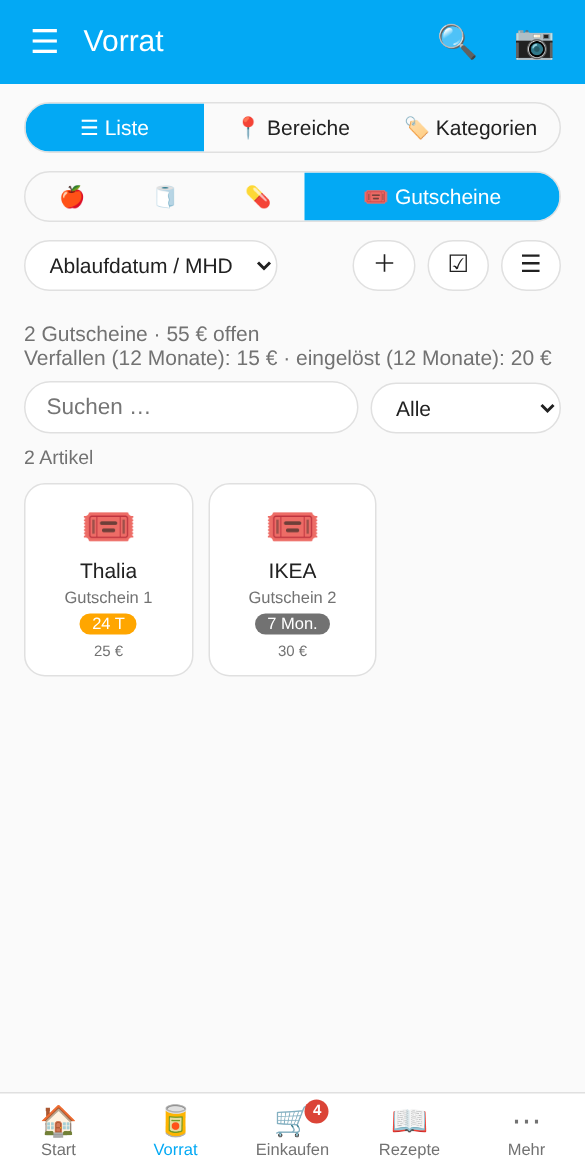 Vorrat
Liste
Bereiche
Kategorien
Gutscheine
Ablaufdatum / MHD
2 Gutscheine · 55 € offen
Verfallen (12 Monate): 15 € · eingelöst (12 Monate): 20 €
Suchen …
Alle
2 Artikel
Thalia
Gutschein 1
24 T
25 €
IKEA
Gutschein 2
7 Mon.
30 €
4
Start
Vorrat
Einkaufen
Rezepte
Mehr